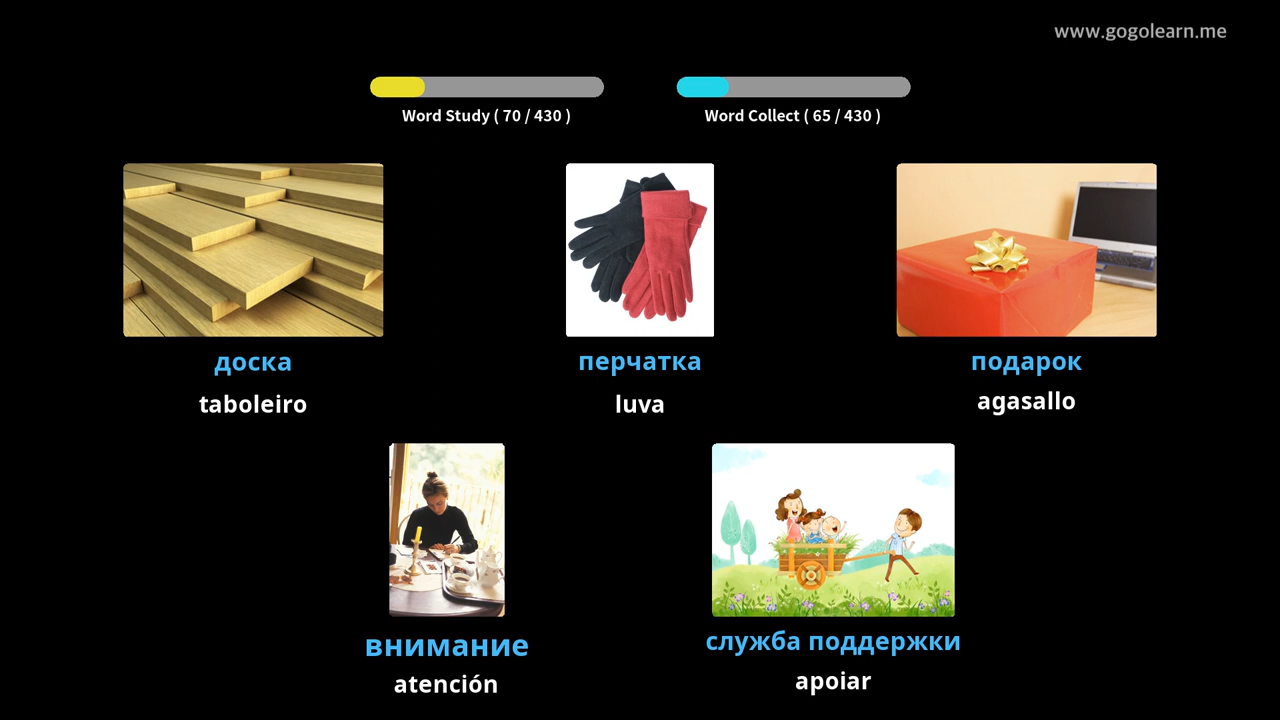 www.gogolearn.me
Word Study ( 70 / 430 )
Word Collect ( 65 / 430 )
доска
перчатка
подарок
taboleiro
luva
agasallo
внимание
служба поддержки
atención
apoiar